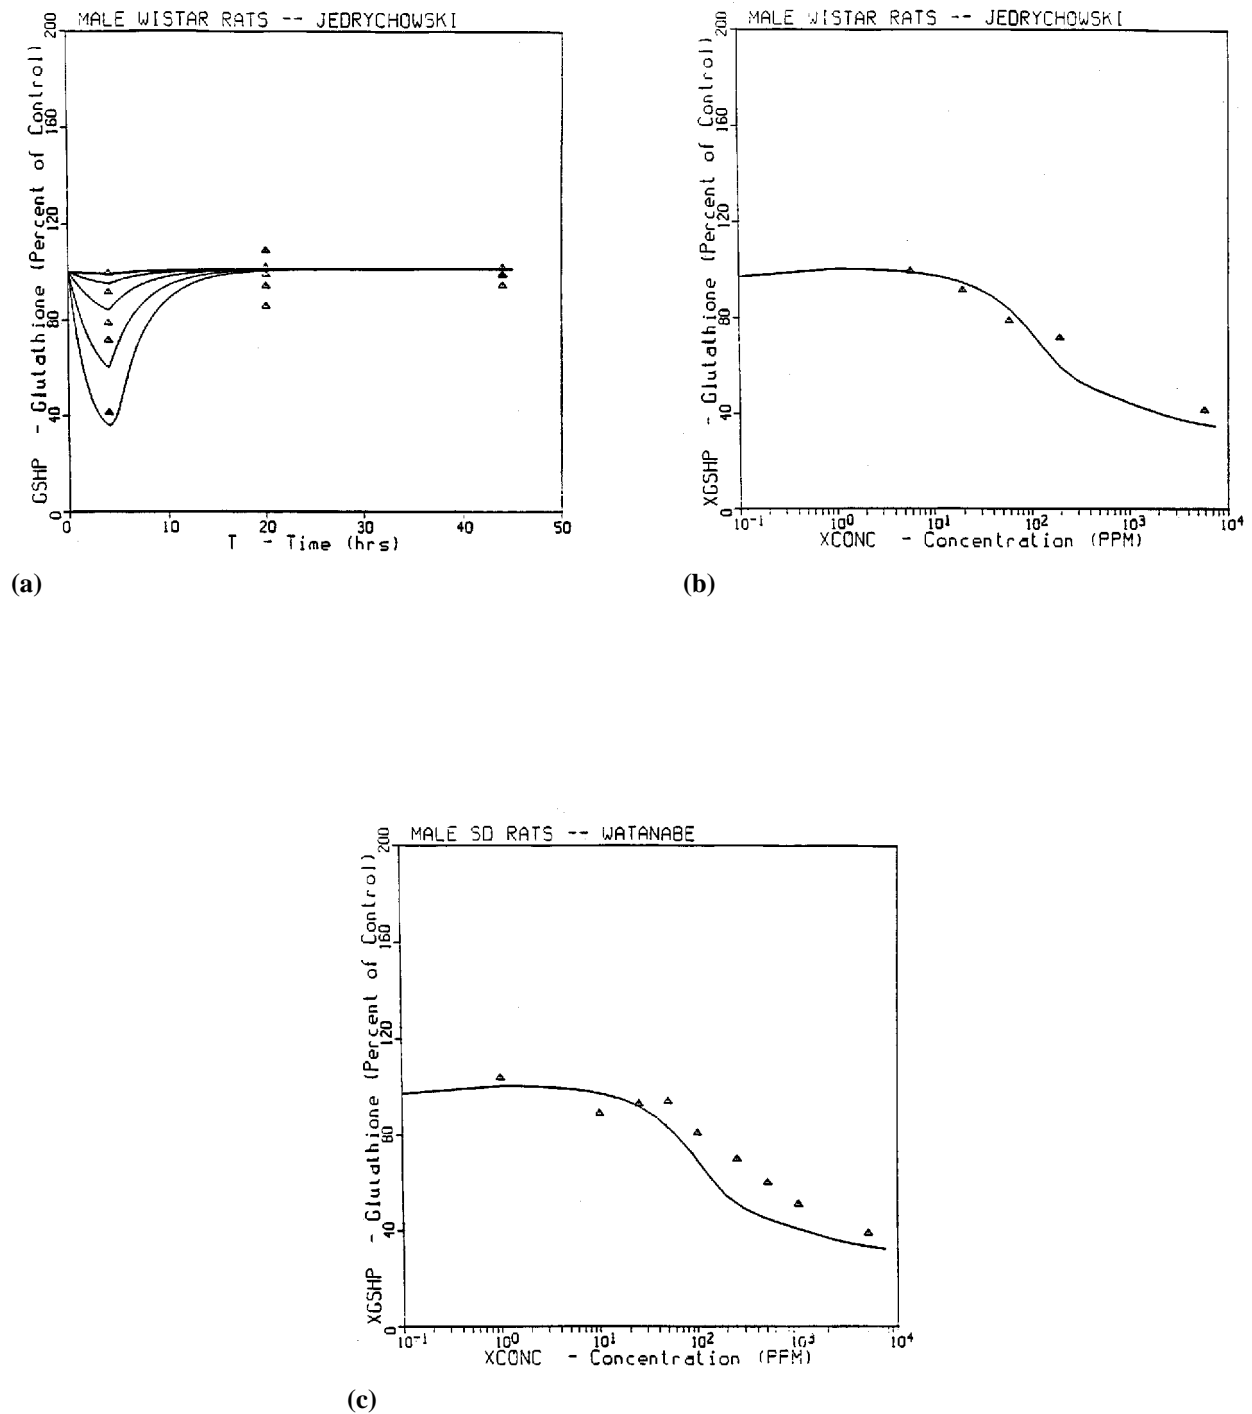 MALE WISTAR RATS -- JEDRYCHOWSKI
GSHP - Glutathione (Percent of Control)
0 40 80 120 160 200
0 10 20 30 40 50
T - Time (hrs)
(a)
MALE WISTAR RATS -- JEDRYCHOWSKI
XGSHP - Glutathione (Percent of Control)
0 40 80 120 160 200
10⁻¹ 10⁰ 10¹ 10² 10³ 10⁴
XCONC - Concentration (PPM)
(b)
MALE SD RATS -- WATANABE
XGSHP - Glutathione (Percent of Control)
0 40 80 120 160 200
10⁻¹ 10⁰ 10¹ 10² 10³ 10⁴
XCONC - Concentration (PPM)
(c)